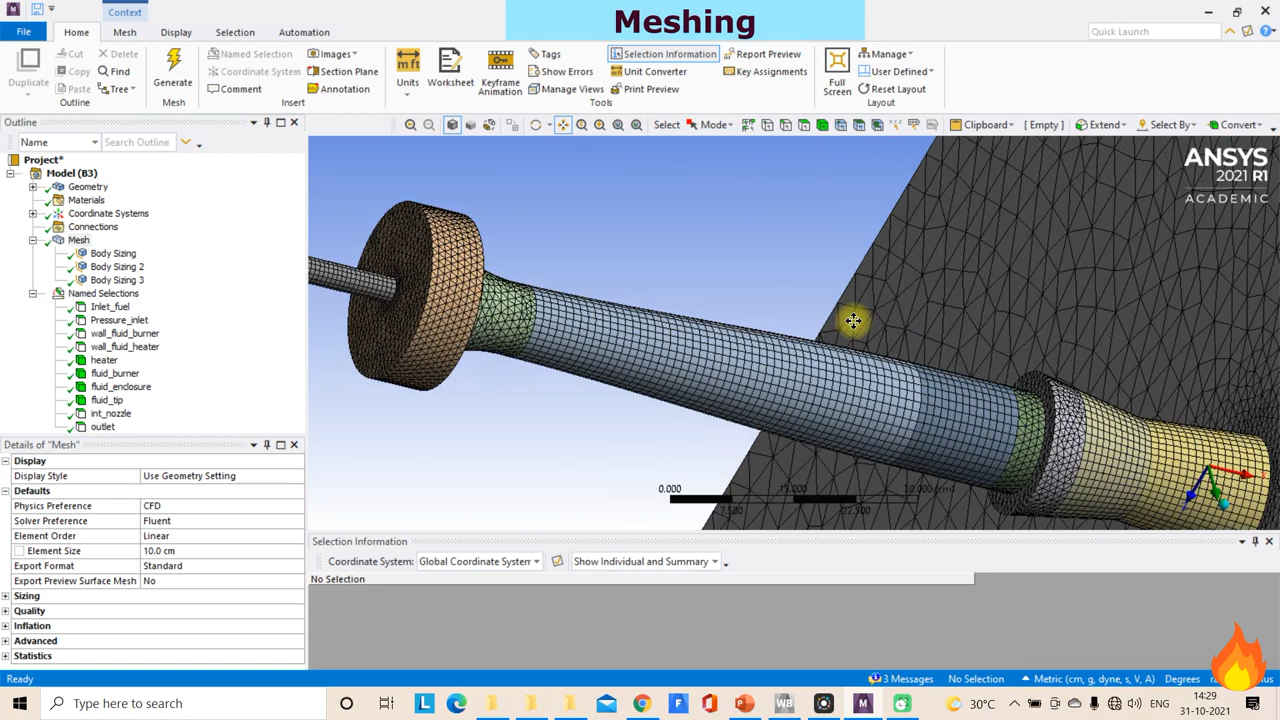 Context
Meshing
File
Home
Mesh
Display
Selection
Automation
Quick Launch
Duplicate
Cut
Delete
Copy
Find
Paste
Tree
Outline
Generate
Mesh
Named Selection
Coordinate System
Comment
Images
Section Plane
Annotation
Insert
Units
Worksheet
Keyframe Animation
Tags
Show Errors
Manage Views
Selection Information
Unit Converter
Print Preview
Report Preview
Key Assignments
Tools
Full Screen
Manage
User Defined
Reset Layout
Layout
Outline
Select Mode
Clipboard
[ Empty ]
Extend
Select By
Convert
Name
Search Outline
Project*
Model (B3)
Geometry
Materials
Coordinate Systems
Connections
Mesh
Body Sizing
Body Sizing 2
Body Sizing 3
Named Selections
Inlet_fuel
Pressure_inlet
wall_fluid_burner
wall_fluid_heater
heater
fluid_burner
fluid_enclosure
fluid_tip
int_nozzle
outlet
ANSYS
2021 R1
ACADEMIC
0.000
15.000
7.500
22.500
Details of "Mesh"
Display
Display Style Use Geometry Setting
Defaults
Physics Preference CFD
Solver Preference Fluent
Element Order Linear
Element Size 10.0 cm
Export Format Standard
Export Preview Surface Mesh No
Sizing
Quality
Inflation
Advanced
Statistics
Selection Information
Coordinate System: Global Coordinate System
Show Individual and Summary
No Selection
Ready
3 Messages
No Selection
Metric (cm, g, dyne, s, V, A)
Degrees
Type here to search
30°C
ENG
14:29
31-10-2021